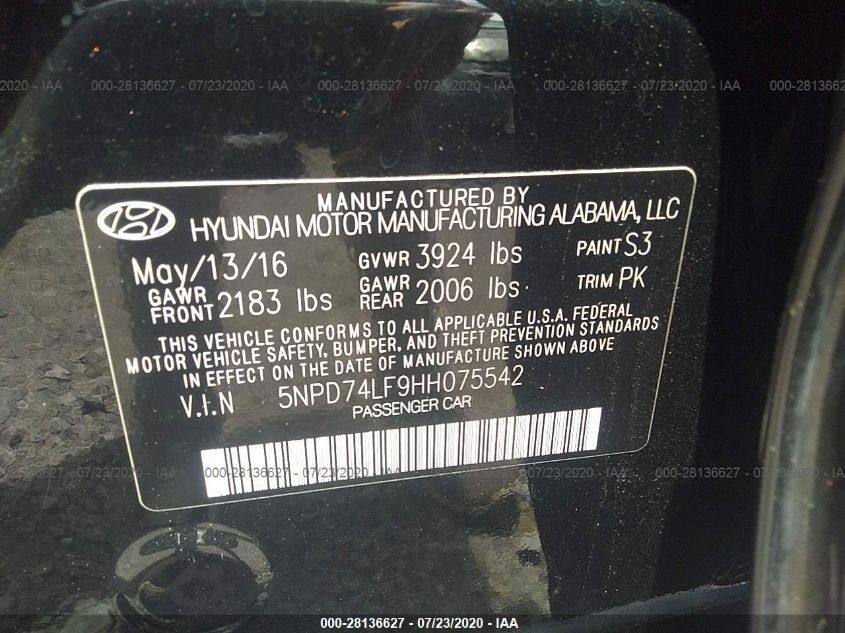 000-28136627 - 07/23/2020 - IAA
MANUFACTURED BY
HYUNDAI MOTOR MANUFACTURING ALABAMA, LLC
May/13/16 GVWR 3924 lbs PAINT S3
GAWR FRONT 2183 lbs GAWR REAR 2006 lbs TRIM PK
THIS VEHICLE CONFORMS TO ALL APPLICABLE U.S.A. FEDERAL
MOTOR VEHICLE SAFETY, BUMPER, AND THEFT PREVENTION STANDARDS
IN EFFECT ON THE DATE OF MANUFACTURE SHOWN ABOVE
V.I.N 5NPD74LF9HH075542
PASSENGER CAR
000-28136627 - 07/23/2020 - IAA
000-28136627 - 07/23/2020 - IAA